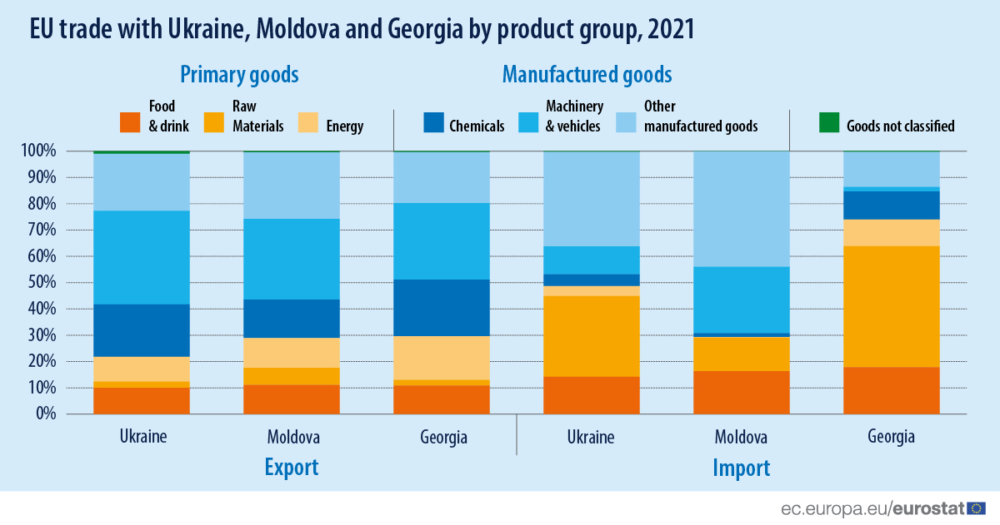 EU trade with Ukraine, Moldova and Georgia by product group, 2021
Primary goods
Manufactured goods
Food
& drink
Raw
Materials
Energy
Chemicals
Machinery
& vehicles
Other
manufactured goods
Goods not classified
100%
90%
80%
70%
60%
50%
40%
30%
20%
10%
0%
Ukraine
Moldova
Georgia
Ukraine
Moldova
Georgia
Export
Import
ec.europa.eu/eurostat